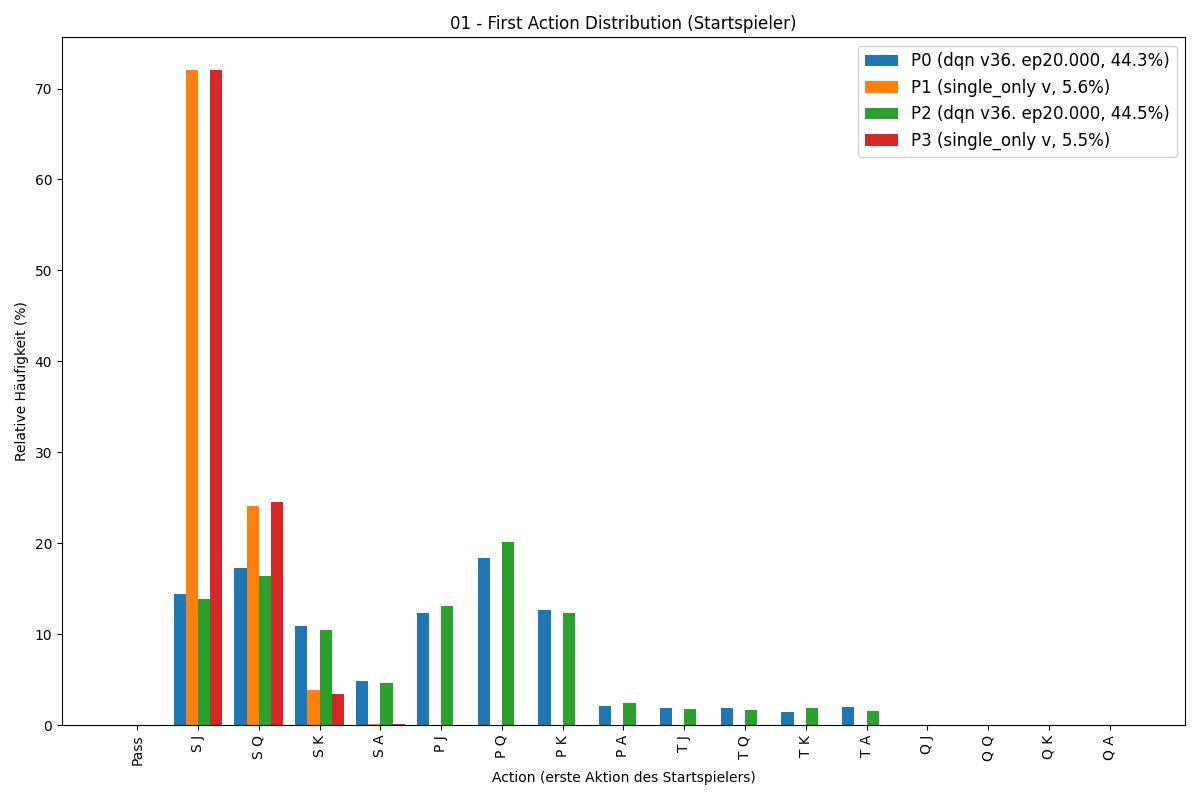 01 - First Action Distribution (Startspieler)
P0 (dqn v36. ep20.000, 44.3%)
P1 (single_only v, 5.6%)
P2 (dqn v36. ep20.000, 44.5%)
P3 (single_only v, 5.5%)
Relative Häufigkeit (%)
70
60
50
40
30
20
10
0
Pass
S J
S Q
S K
S A
P J
P Q
P K
P A
T J
T Q
T K
T A
Q J
Q Q
Q K
Q A
Action (erste Aktion des Startspielers)